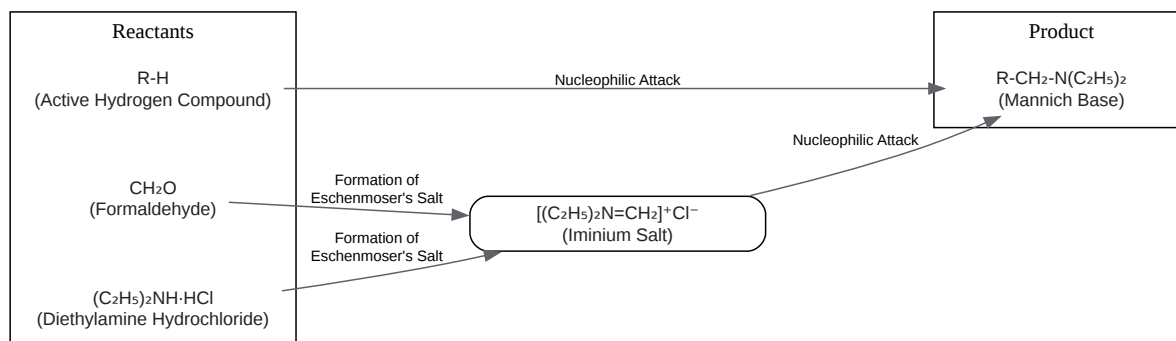 Reactants
Product
R-H
(Active Hydrogen Compound)
Nucleophilic Attack
R-CH₂-N(C₂H₅)₂
(Mannich Base)
Nucleophilic Attack
CH₂O
(Formaldehyde)
Formation of
Eschenmoser's Salt
[(C₂H₅)₂N=CH₂]⁺Cl⁻
(Iminium Salt)
Formation of
Eschenmoser's Salt
(C₂H₅)₂NH·HCl
(Diethylamine Hydrochloride)